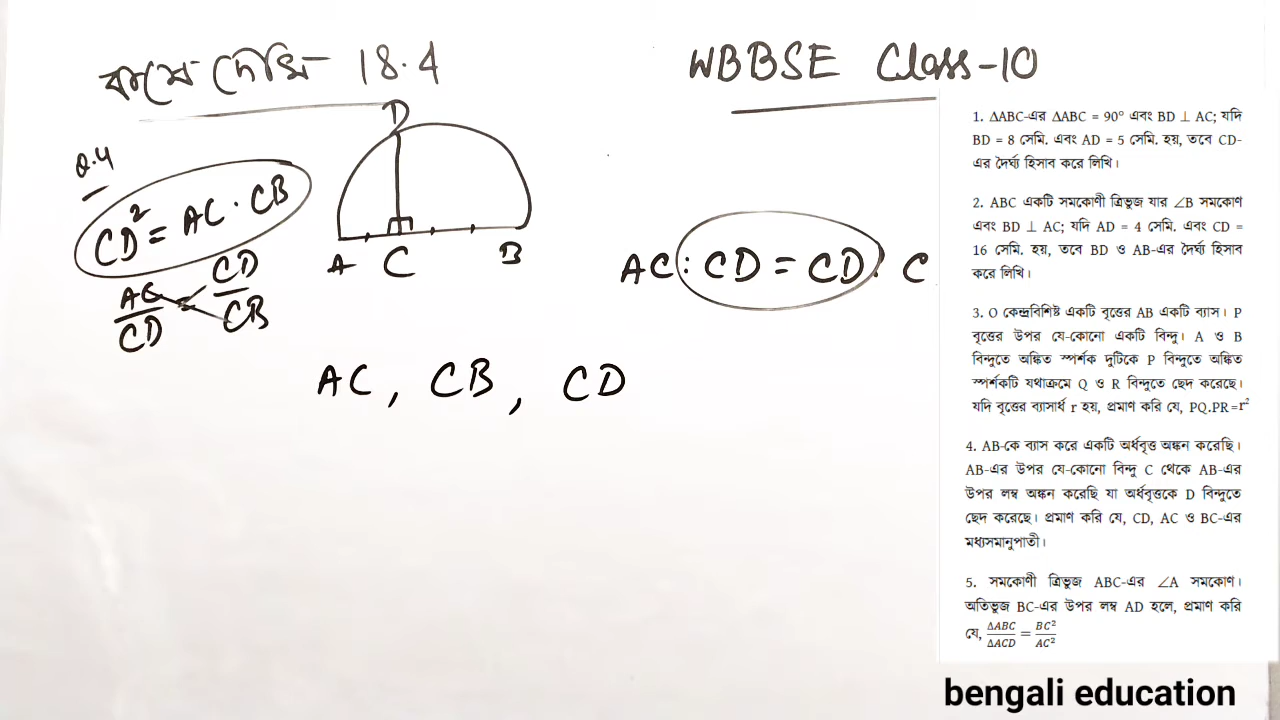 কষে দেখি- 18.4
WBBSE Class-10
Q.4
CD² = AC · CB
AC/CD = CD/CB
D
A C B
AC : CD = CD : C
AC, CB, CD
1. ΔABC-এর ΔABC = 90° এবং BD ⊥ AC; যদি
BD = 8 সেমি. এবং AD = 5 সেমি. হয়, তবে CD-
এর দৈর্ঘ্য হিসাব করে লিখি।
2. ABC একটি সমকোণী ত্রিভুজ যার ∠B সমকোণ
এবং BD ⊥ AC; যদি AD = 4 সেমি. এবং CD =
16 সেমি. হয়, তবে BD ও AB-এর দৈর্ঘ্য হিসাব
করে লিখি।
3. O কেন্দ্রবিশিষ্ট একটি বৃত্তের AB একটি ব্যাস। P
বৃত্তের উপর যে-কোনো একটি বিন্দু। A ও B
বিন্দুতে অঙ্কিত স্পর্শক দুটিকে P বিন্দুতে অঙ্কিত
স্পর্শকটি যথাক্রমে Q ও R বিন্দুতে ছেদ করেছে।
যদি বৃত্তের ব্যাসার্ধ r হয়, প্রমাণ করি যে, PQ.PR=r²
4. AB-কে ব্যাস করে একটি অর্ধবৃত্ত অঙ্কন করেছি।
AB-এর উপর যে-কোনো বিন্দু C থেকে AB-এর
উপর লম্ব অঙ্কন করেছি যা অর্ধবৃত্তকে D বিন্দুতে
ছেদ করেছে। প্রমাণ করি যে, CD, AC ও BC-এর
মধ্যসমানুপাতী।
5. সমকোণী ত্রিভুজ ABC-এর ∠A সমকোণ।
অতিভুজ BC-এর উপর লম্ব AD হলে, প্রমাণ করি
যে, ΔABC/ΔACD = BC²/AC²
bengali education